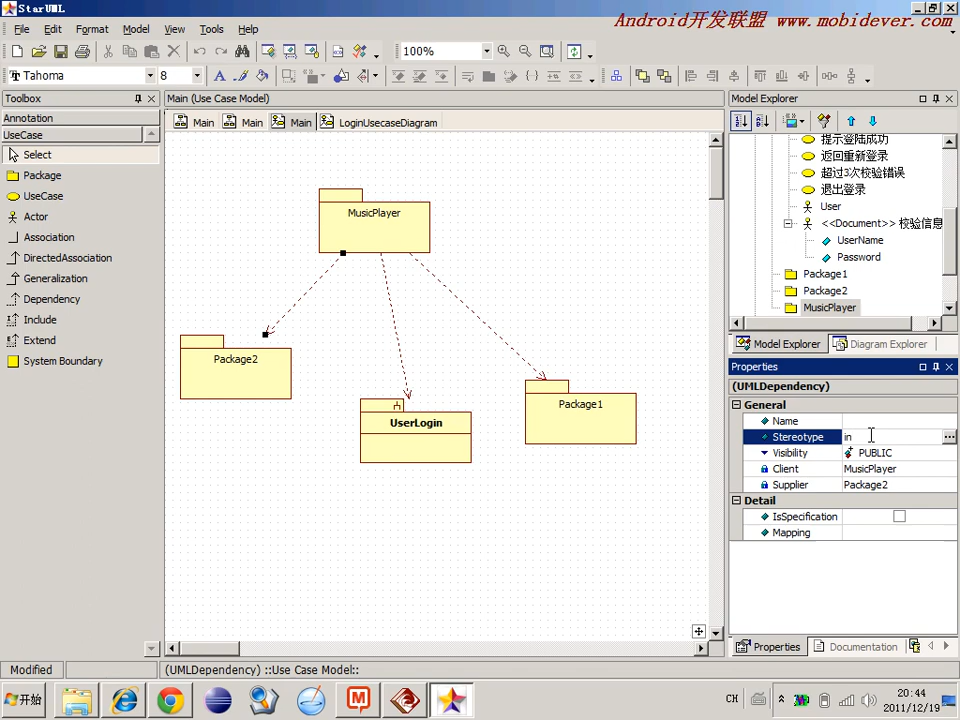 StarUML
Android开发联盟 www.mobidever.com
File Edit Format Model View Tools Help
100%
Tahoma 8
Toolbox
Main (Use Case Model)
Model Explorer
Annotation
UseCase
Main Main Main LoginUsecaseDiagram
Select
Package
UseCase
Actor
Association
DirectedAssociation
Generalization
Dependency
Include
Extend
System Boundary
MusicPlayer
Package2
UserLogin
Package1
提示登陆成功
返回重新登录
超过3次校验错误
退出登录
User
<<Document>> 校验信息
UserName
Password
Package1
Package2
MusicPlayer
Model Explorer Diagram Explorer
Properties
(UMLDependency)
General
Name
Stereotype in
Visibility PUBLIC
Client MusicPlayer
Supplier Package2
Detail
IsSpecification
Mapping
Properties Documentation
Modified (UMLDependency) ::Use Case Model::
开始
CH
20:44
2011/12/19